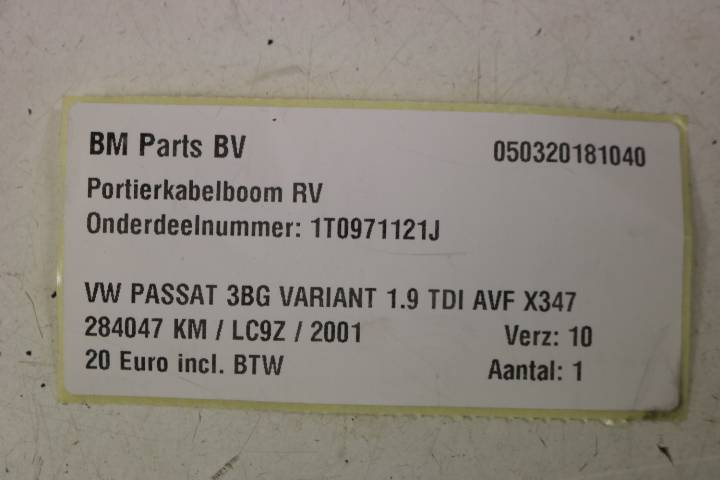 BM Parts BV 050320181040
Portierkabelboom RV
Onderdeelnummer: 1T0971121J
VW PASSAT 3BG VARIANT 1.9 TDI AVF X347
284047 KM / LC9Z / 2001 Verz: 10
20 Euro incl. BTW Aantal: 1